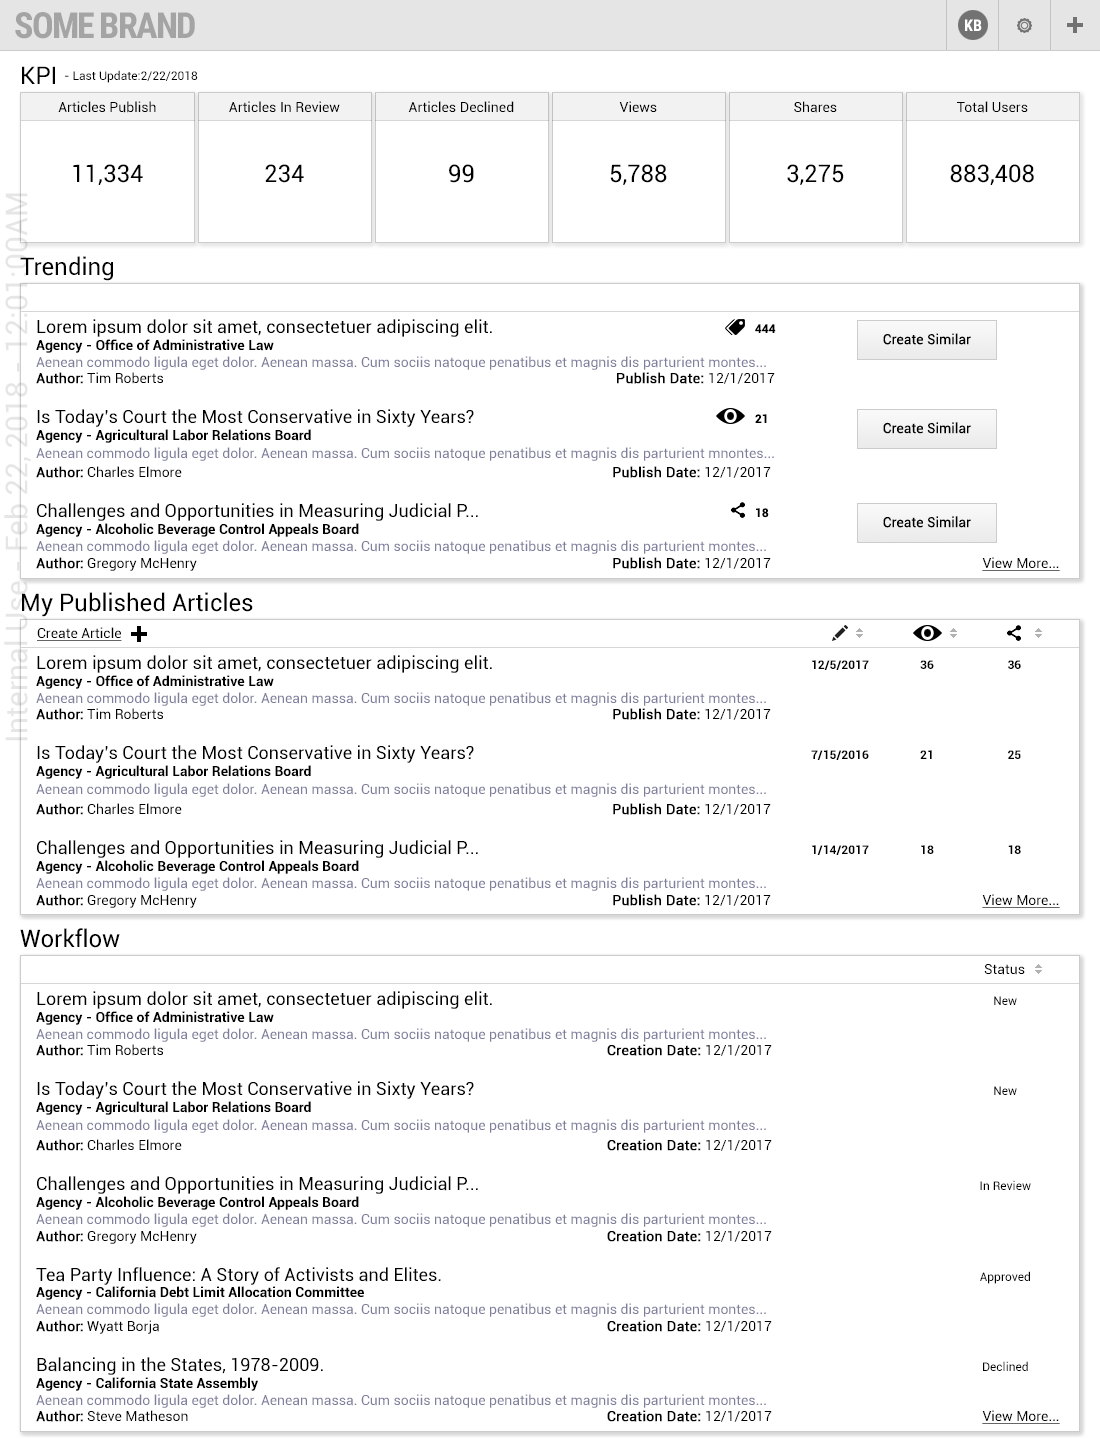 SOME BRAND
KB
KPI - Last Update:2/22/2018
Articles Publish
Articles In Review
Articles Declined
Views
Shares
Total Users
11,334
234
99
5,788
3,275
883,408
Internal Use - Feb 22, 2018 - 12:01:00AM
Trending
Lorem ipsum dolor sit amet, consectetuer adipiscing elit.
444
Create Similar
Agency - Office of Administrative Law
Aenean commodo ligula eget dolor. Aenean massa. Cum sociis natoque penatibus et magnis dis parturient montes...
Author: Tim Roberts
Publish Date: 12/1/2017
Is Today's Court the Most Conservative in Sixty Years?
21
Create Similar
Agency - Agricultural Labor Relations Board
Aenean commodo ligula eget dolor. Aenean massa. Cum sociis natoque penatibus et magnis dis parturient mnontes...
Author: Charles Elmore
Publish Date: 12/1/2017
Challenges and Opportunities in Measuring Judicial P...
18
Create Similar
Agency - Alcoholic Beverage Control Appeals Board
Aenean commodo ligula eget dolor. Aenean massa. Cum sociis natoque penatibus et magnis dis parturient montes...
Author: Gregory McHenry
Publish Date: 12/1/2017
View More...
My Published Articles
Create Article
Lorem ipsum dolor sit amet, consectetuer adipiscing elit.
12/5/2017
36
36
Agency - Office of Administrative Law
Aenean commodo ligula eget dolor. Aenean massa. Cum sociis natoque penatibus et magnis dis parturient montes...
Author: Tim Roberts
Publish Date: 12/1/2017
Is Today's Court the Most Conservative in Sixty Years?
7/15/2016
21
25
Agency - Agricultural Labor Relations Board
Aenean commodo ligula eget dolor. Aenean massa. Cum sociis natoque penatibus et magnis dis parturient montes...
Author: Charles Elmore
Publish Date: 12/1/2017
Challenges and Opportunities in Measuring Judicial P...
1/14/2017
18
18
Agency - Alcoholic Beverage Control Appeals Board
Aenean commodo ligula eget dolor. Aenean massa. Cum sociis natoque penatibus et magnis dis parturient montes...
Author: Gregory McHenry
Publish Date: 12/1/2017
View More...
Workflow
Status
Lorem ipsum dolor sit amet, consectetuer adipiscing elit.
New
Agency - Office of Administrative Law
Aenean commodo ligula eget dolor. Aenean massa. Cum sociis natoque penatibus et magnis dis parturient montes...
Author: Tim Roberts
Creation Date: 12/1/2017
Is Today's Court the Most Conservative in Sixty Years?
New
Agency - Agricultural Labor Relations Board
Aenean commodo ligula eget dolor. Aenean massa. Cum sociis natoque penatibus et magnis dis parturient montes...
Author: Charles Elmore
Creation Date: 12/1/2017
Challenges and Opportunities in Measuring Judicial P...
In Review
Agency - Alcoholic Beverage Control Appeals Board
Aenean commodo ligula eget dolor. Aenean massa. Cum sociis natoque penatibus et magnis dis parturient montes...
Author: Gregory McHenry
Creation Date: 12/1/2017
Tea Party Influence: A Story of Activists and Elites.
Approved
Agency - California Debt Limit Allocation Committee
Aenean commodo ligula eget dolor. Aenean massa. Cum sociis natoque penatibus et magnis dis parturient montes...
Author: Wyatt Borja
Creation Date: 12/1/2017
Balancing in the States, 1978-2009.
Declined
Agency - California State Assembly
Aenean commodo ligula eget dolor. Aenean massa. Cum sociis natoque penatibus et magnis dis parturient montes...
Author: Steve Matheson
Creation Date: 12/1/2017
View More...